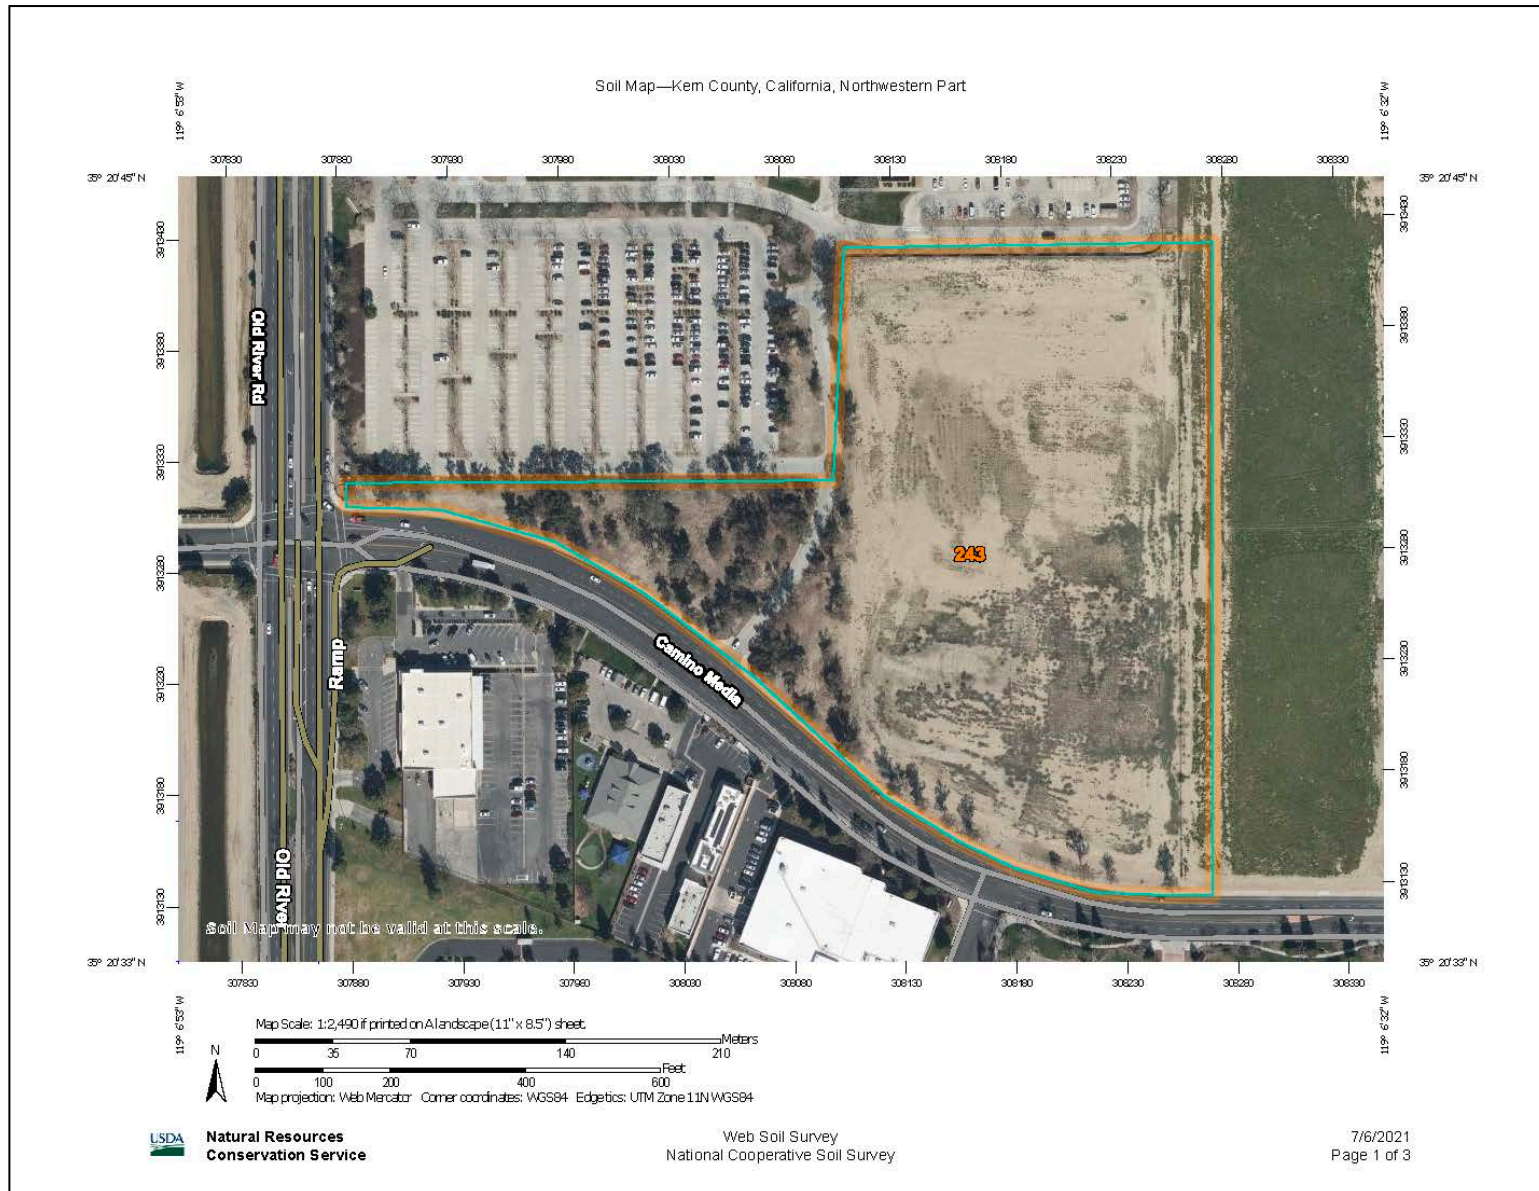 Soil Map—Kern County, California, Northwestern Part
119° 6' 53'' W
119° 6' 32'' W
307830 307880 307930 307980 308030 308080 308130 308180 308230 308280 308330
35° 20' 45'' N
35° 20' 45'' N
3913430
3913380
3913330
3913280
3913230
3913180
3913130
3913430
3913380
3913330
3913280
3913230
3913180
3913130
Old River Rd
243
Ramp
Camino Media
Old River
Soil Map may not be valid at this scale.
35° 20' 33'' N
35° 20' 33'' N
307830 307880 307930 307980 308030 308080 308130 308180 308230 308280 308330
119° 6' 53'' W
119° 6' 32'' W
Map Scale: 1:2,490 if printed on A landscape (11" x 8.5") sheet.
Meters
0 35 70 140 210
Feet
0 100 200 400 600
Map projection: Web Mercator Corner coordinates: WGS84 Edge tics: UTM Zone 11N WGS84
N
USDA
Natural Resources
Conservation Service
Web Soil Survey
National Cooperative Soil Survey
7/6/2021
Page 1 of 3